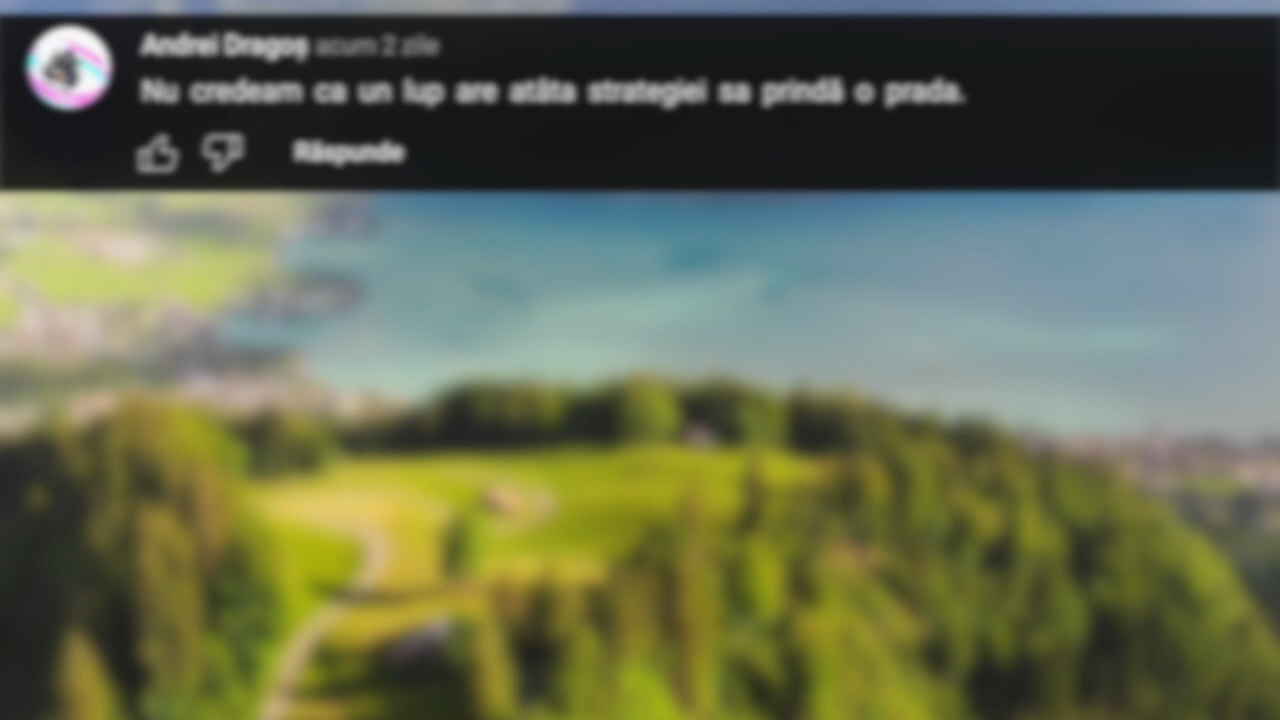 Andrei Dragoș acum 2 zile
Nu credeam ca un lup are atâta strategiei sa prindă o prada.
Răspunde